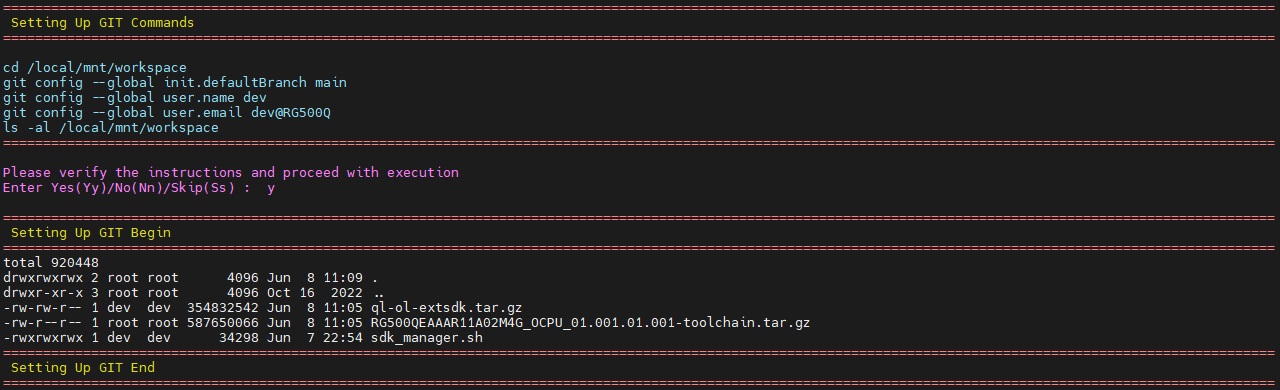 ================================================================================================================================================================
 Setting Up GIT Commands
================================================================================================================================================================
cd /local/mnt/workspace
git config --global init.defaultBranch main
git config --global user.name dev
git config --global user.email dev@RG500Q
ls -al /local/mnt/workspace
================================================================================================================================================================
Please verify the instructions and proceed with execution
Enter Yes(Yy)/No(Nn)/Skip(Ss) :  y
================================================================================================================================================================
 Setting Up GIT Begin
================================================================================================================================================================
total 920448
drwxrwxrwx 2 root root      4096 Jun  8 11:09 .
drwxr-xr-x 3 root root      4096 Oct 16  2022 ..
-rw-rw-r-- 1 dev  dev  354832542 Jun  8 11:05 ql-ol-extsdk.tar.gz
-rw-r--r-- 1 root root 587650066 Jun  8 11:05 RG500QEAAAR11A02M4G_OCPU_01.001.01.001-toolchain.tar.gz
-rwxrwxrwx 1 dev  dev      34298 Jun  7 22:54 sdk_manager.sh
================================================================================================================================================================
 Setting Up GIT End
================================================================================================================================================================